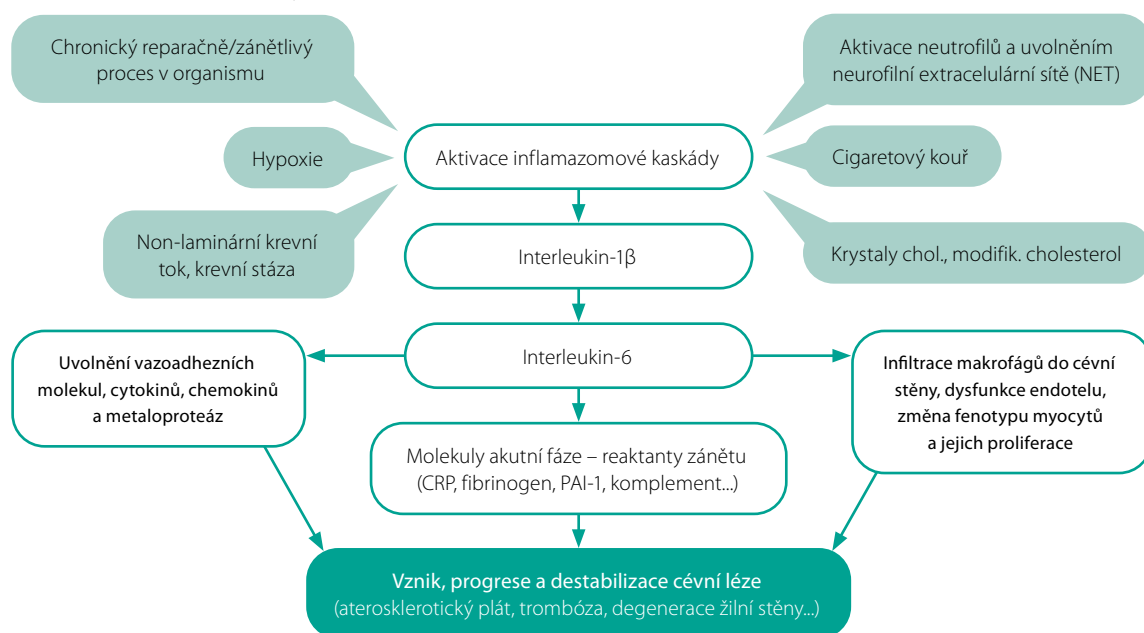 Chronický reparačně/zánětlivý
proces v organismu
Aktivace neutrofilů a uvolněním
neurofilní extracelulární sítě (NET)
Hypoxie
Aktivace inflamazomové kaskády
Cigaretový kouř
Non-laminární krevní
tok, krevní stáza
Interleukin-1β
Krystaly chol., modifik. cholesterol
Uvolnění vazoadhezních
molekul, cytokinů, chemokinů
a metaloproteáz
Interleukin-6
Infiltrace makrofágů do cévní
stěny, dysfunkce endotelu,
změna fenotypu myocytů
a jejich proliferace
Molekuly akutní fáze – reaktanty zánětu
(CRP, fibrinogen, PAI-1, komplement...)
Vznik, progrese a destabilizace cévní léze
(aterosklerotický plát, trombóza, degenerace žilní stěny...)